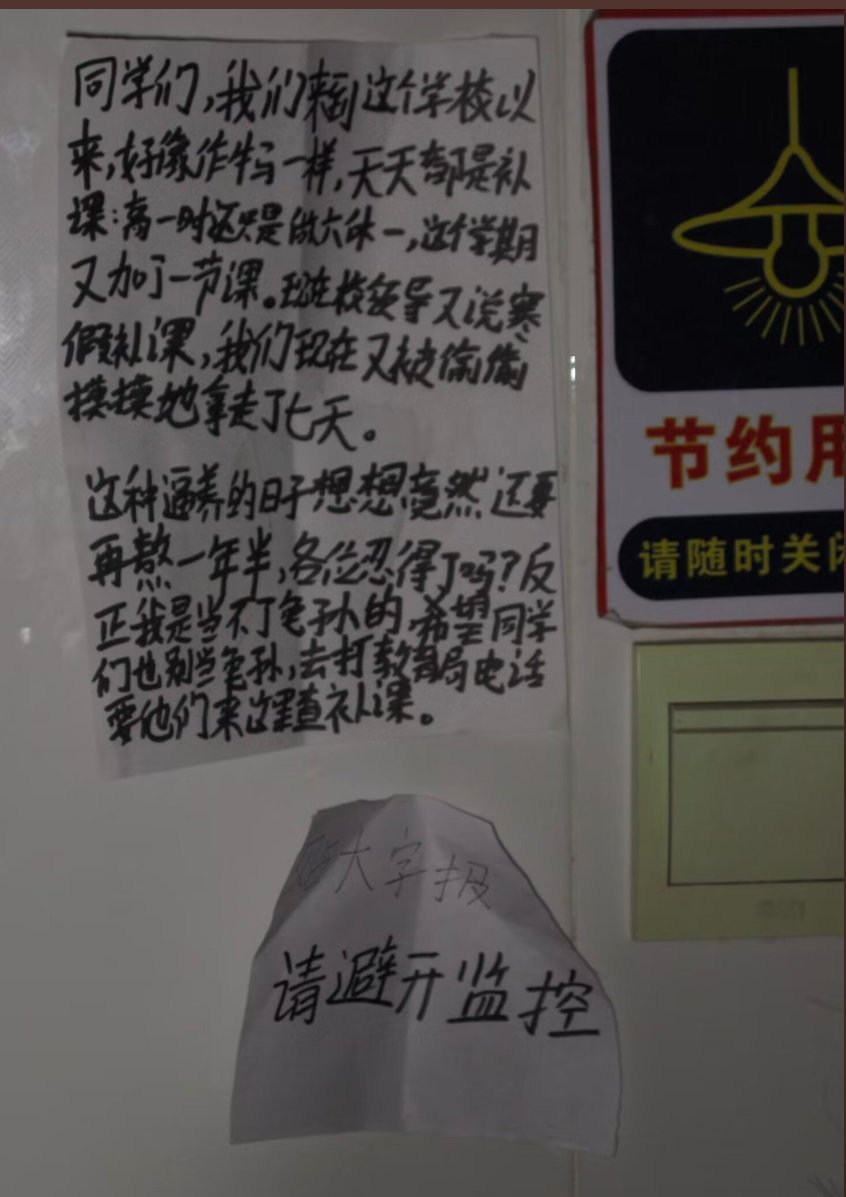 同学们,我们来到这个学校以
来,好像作牛马一样,天天都是补
课:高一时还只是做六休一,这个学期
又加了一节课。现在校领导又说寒
假补课,我们现在又被偷偷
摸摸地拿走了七天。
这种逼养的日子想想竟然还要
再熬一年半,各位忍得了吗?反
正我是当不了龟孙的.希望同学
们也别当龟孙,去打教育局电话
要他们来这里查补课。
大字报
请避开监控
节约用
请随时关闭